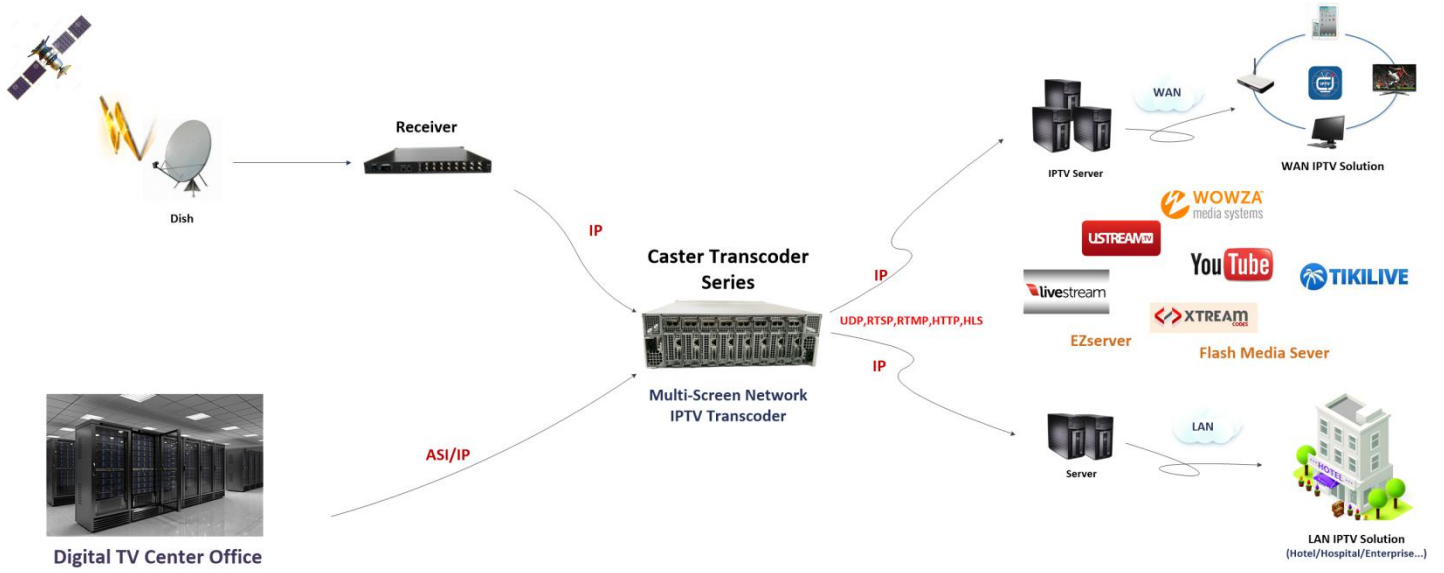 Receiver
Dish
IP
Caster Transcoder
Series
Multi-Screen Network
IPTV Transcoder
ASI/IP
Digital TV Center Office
IP
UDP,RTSP,RTMP,HTTP,HLS
IP
IPTV Server
WAN
IPTV
WAN IPTV Solution
WOWZA
media systems
USTREAM TV
YouTube
TIKILIVE
livestream
XTREAM
CODES
EZserver
Flash Media Sever
Server
LAN
HOTEL
LAN IPTV Solution
(Hotel/Hospital/Enterprise...)